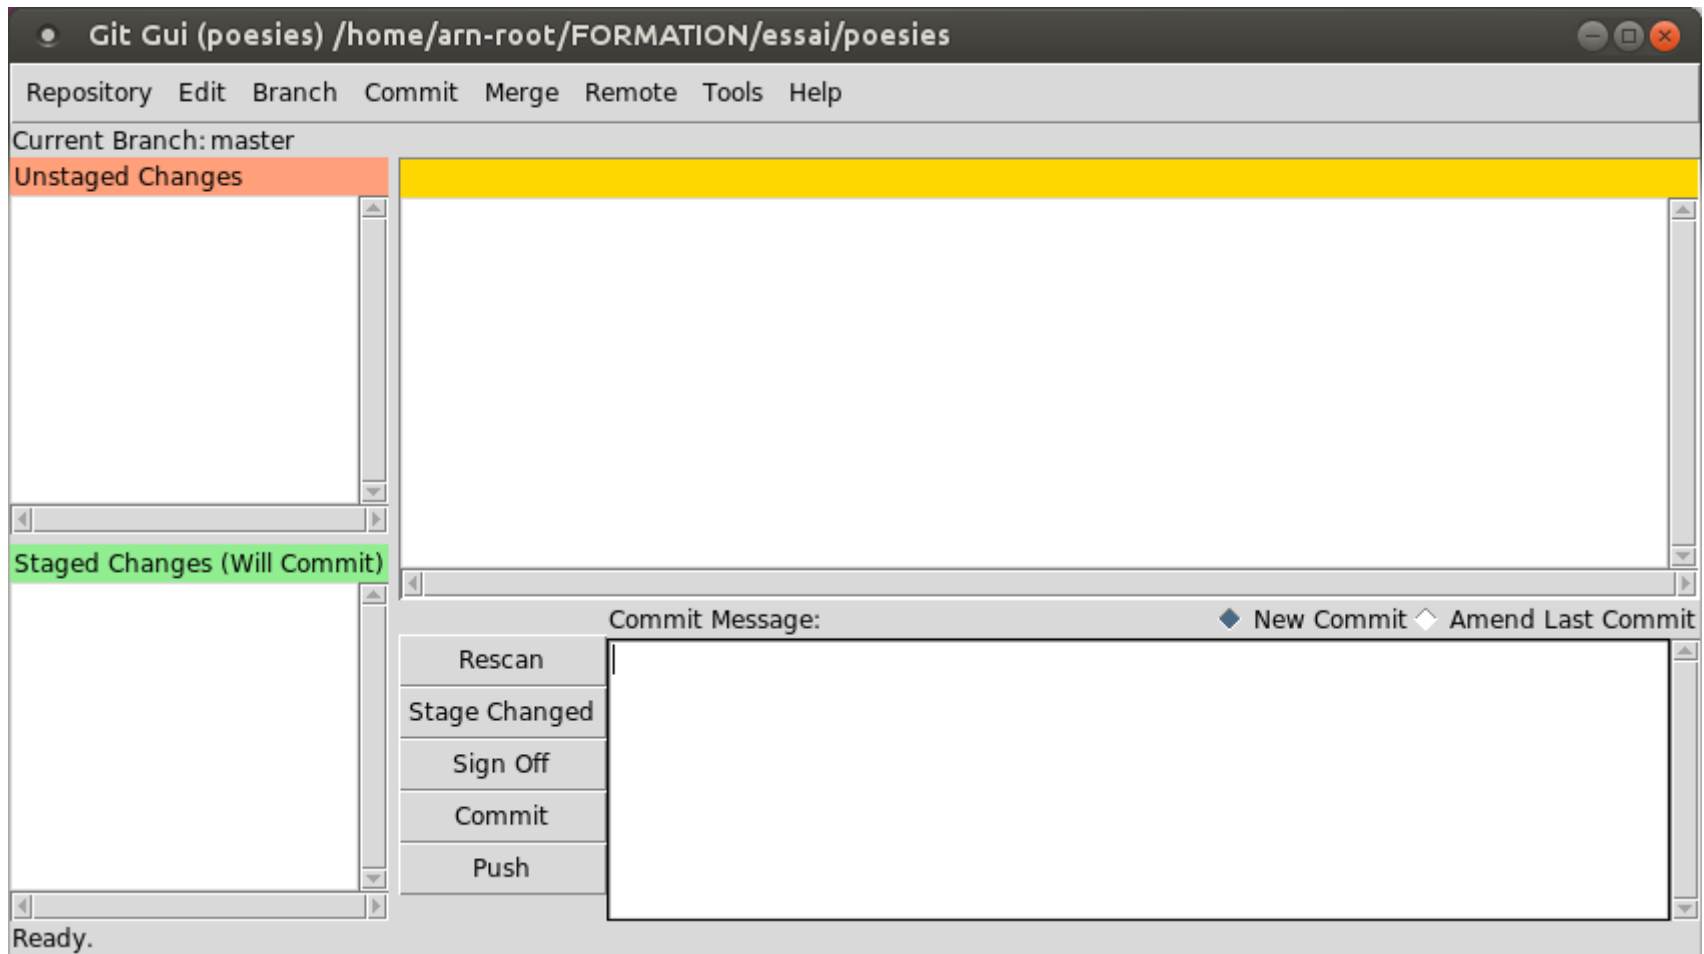 Git Gui (poesies) /home/arn-root/FORMATION/essai/poesies
Repository Edit Branch Commit Merge Remote Tools Help
Current Branch: master
Unstaged Changes
Staged Changes (Will Commit)
Commit Message:
New Commit
Amend Last Commit
Rescan
Stage Changed
Sign Off
Commit
Push
Ready.